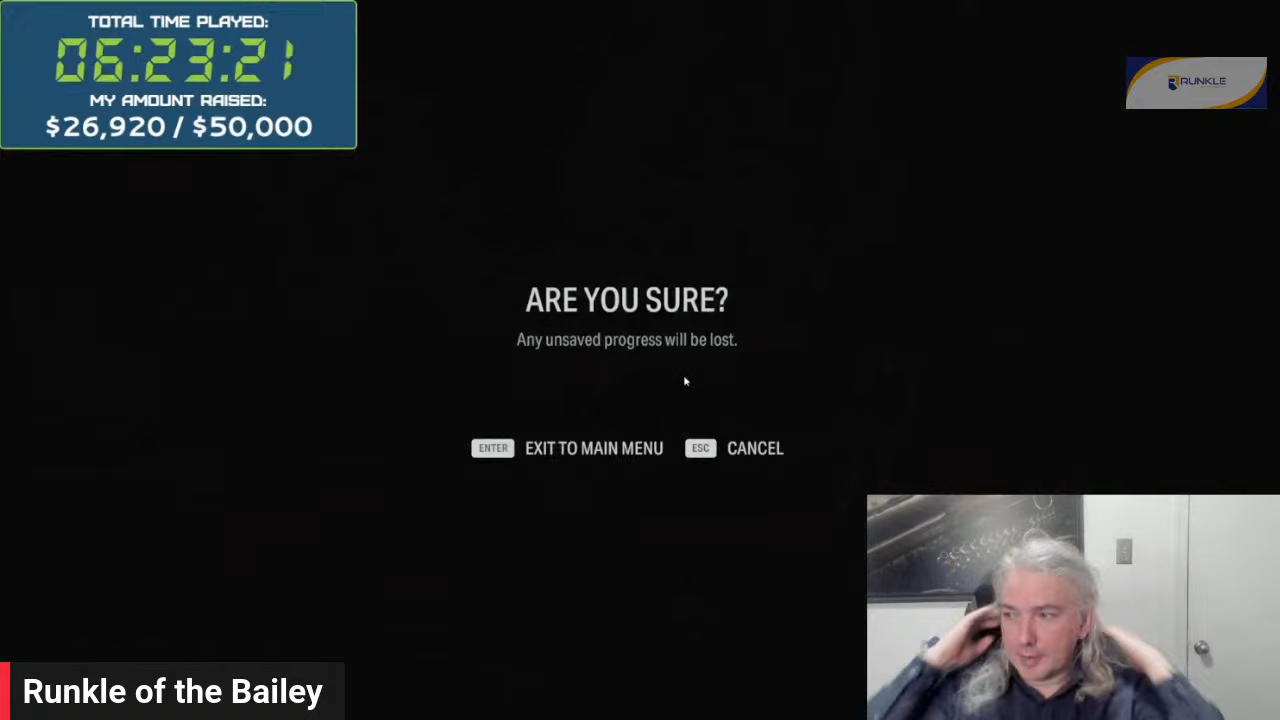 TOTAL TIME PLAYED:
06:23:21
MY AMOUNT RAISED:
$26,920 / $50,000
RUNKLE
ARE YOU SURE?
Any unsaved progress will be lost.
ENTER EXIT TO MAIN MENU ESC CANCEL
Runkle of the Bailey